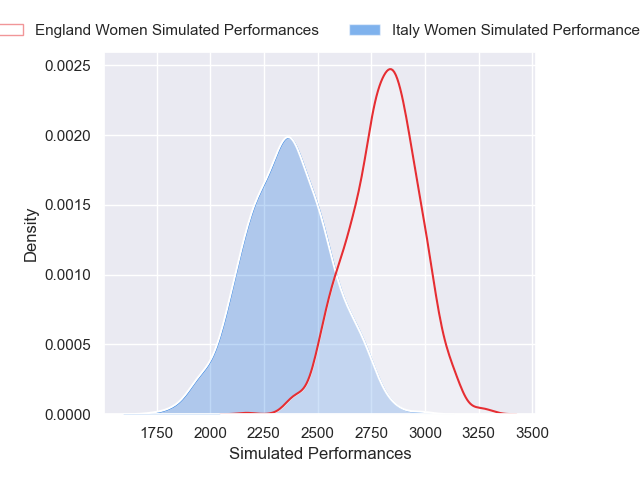 England Women Simulated Performances
Italy Women Simulated Performance
0.0025
0.0020
0.0015
0.0010
0.0005
0.0000
Density
1750 2000 2250 2500 2750 3000 3250 3500
Simulated Performances